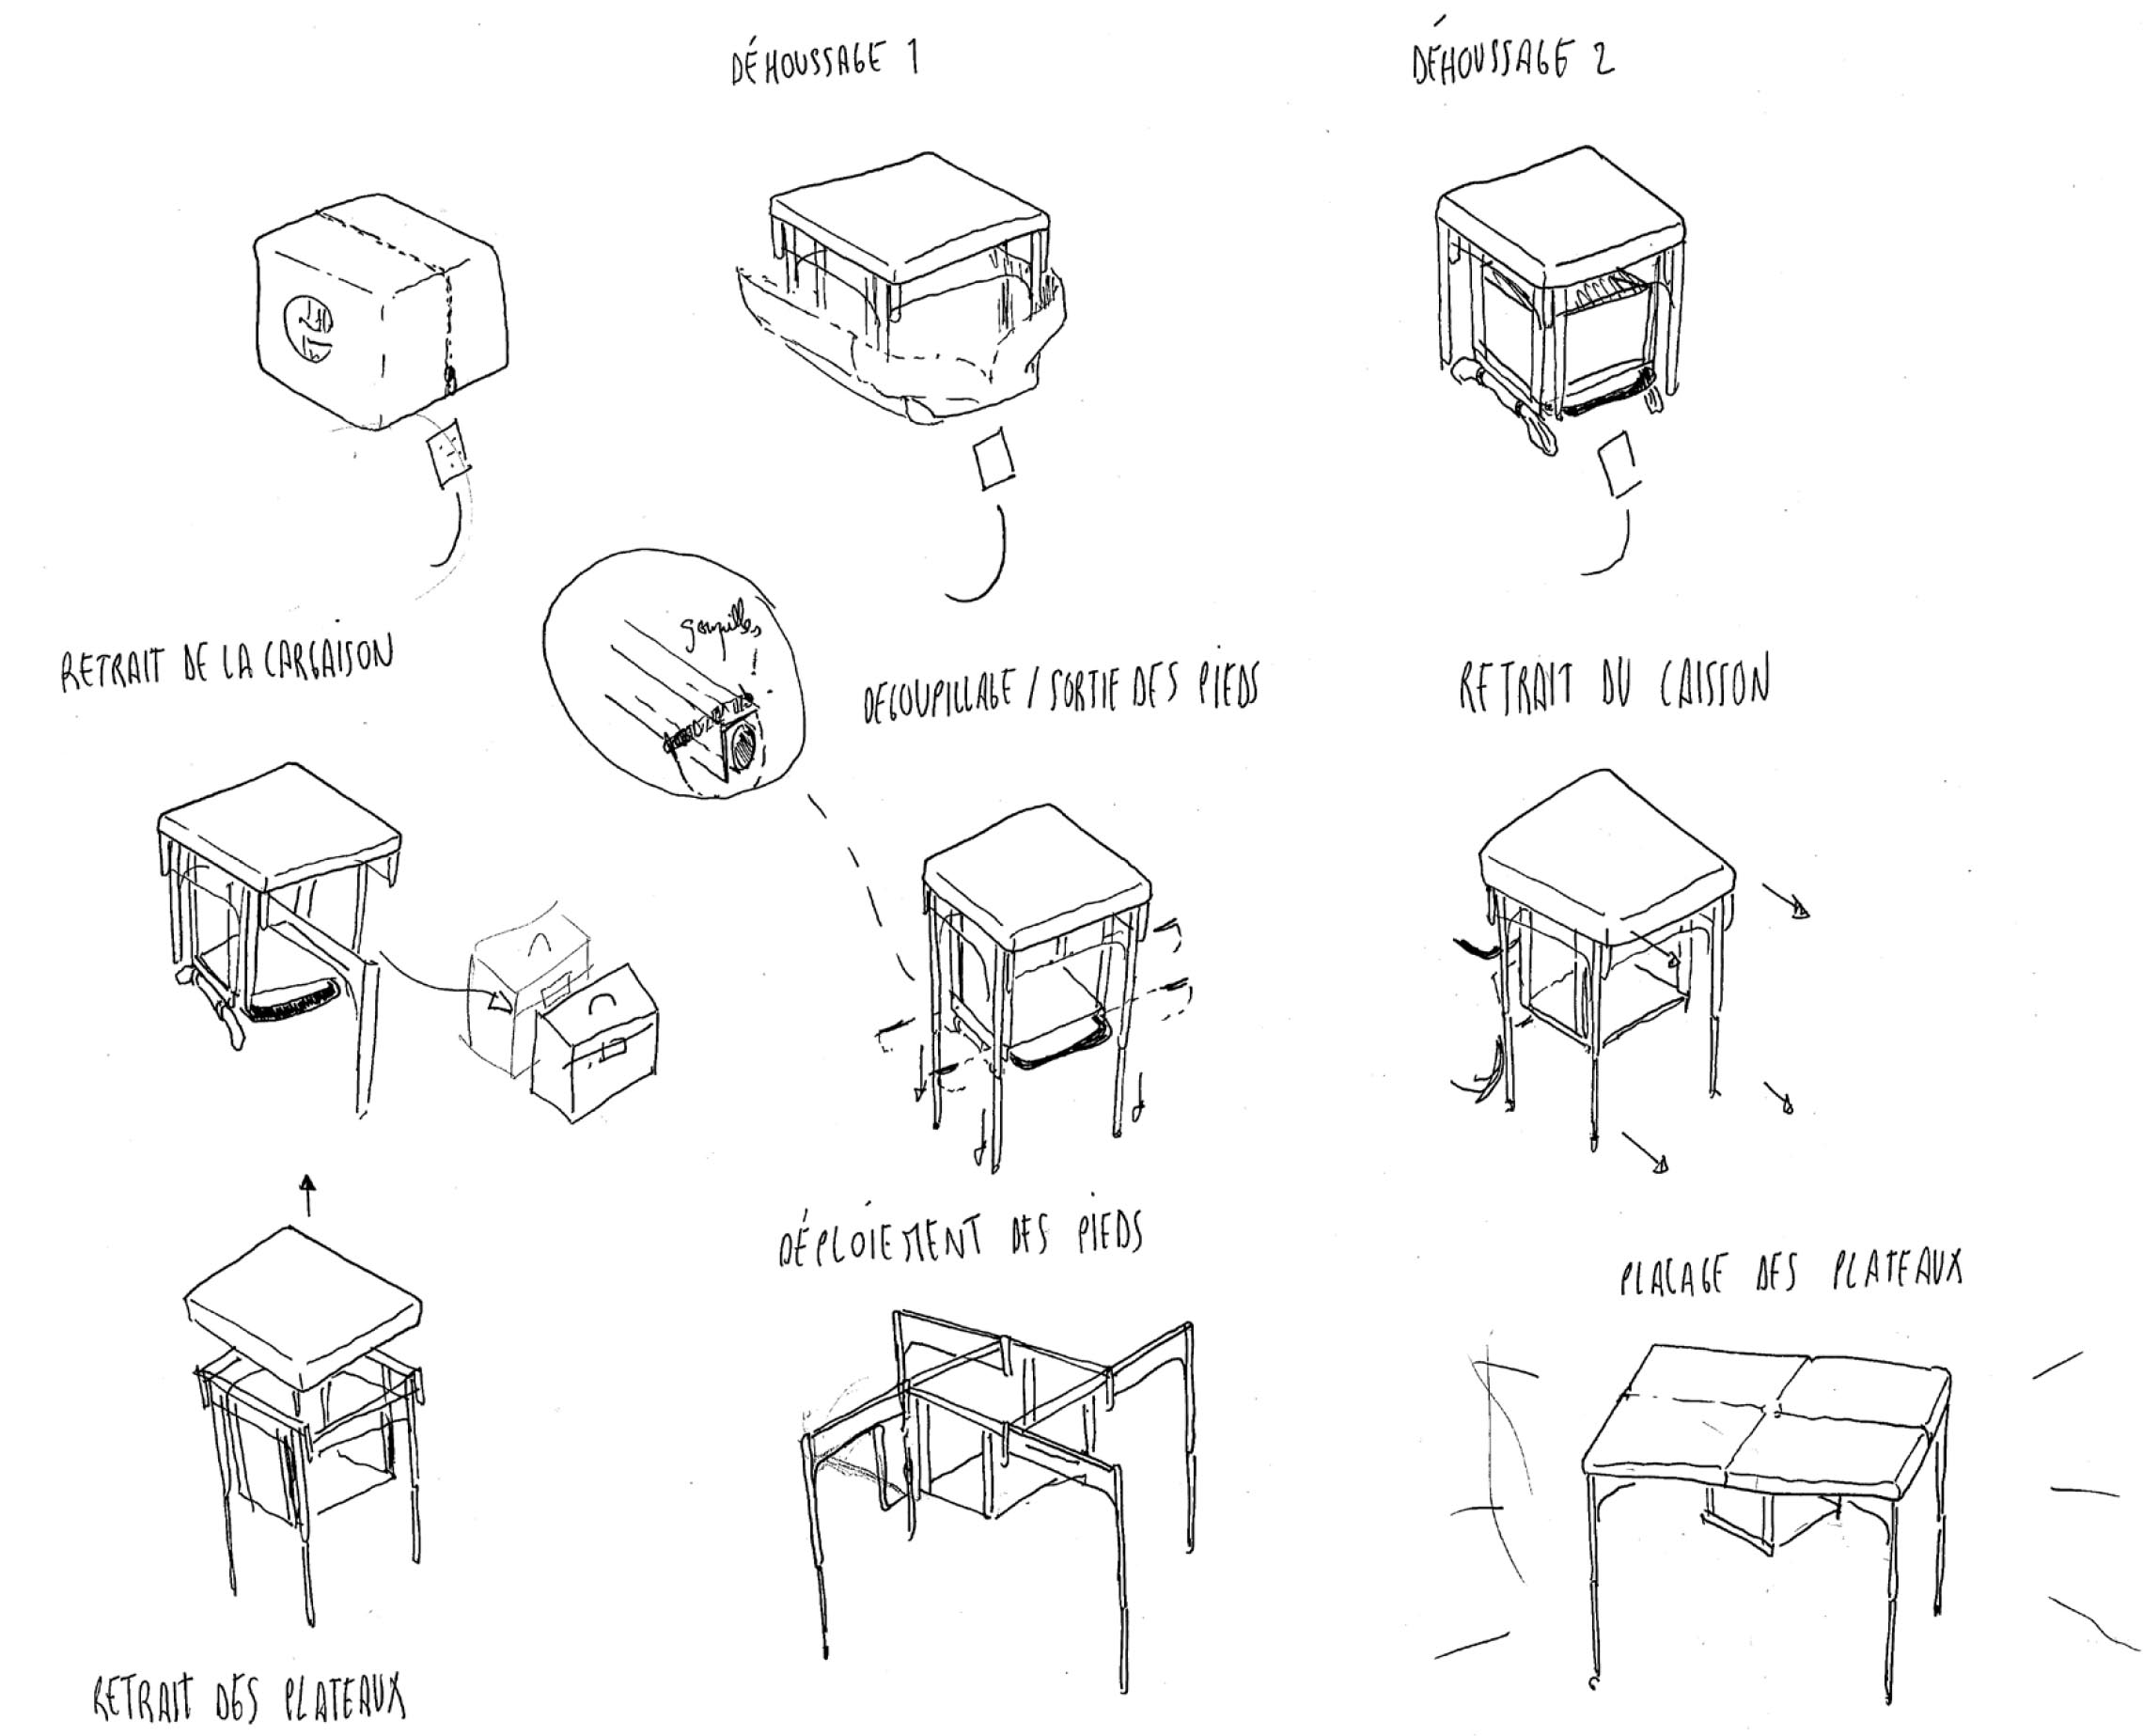 DÉHOUSSAGE 1
DÉHOUSSAGE 2
RETRAIT DE LA CARGAISON
goupilles
DEGOUPILLAGE / SORTIE DES PIEDS
RETRAIT DU CAISSON
DÉPLOIEMENT DES PIEDS
PLACAGE DES PLATEAUX
RETRAIT DES PLATEAUX